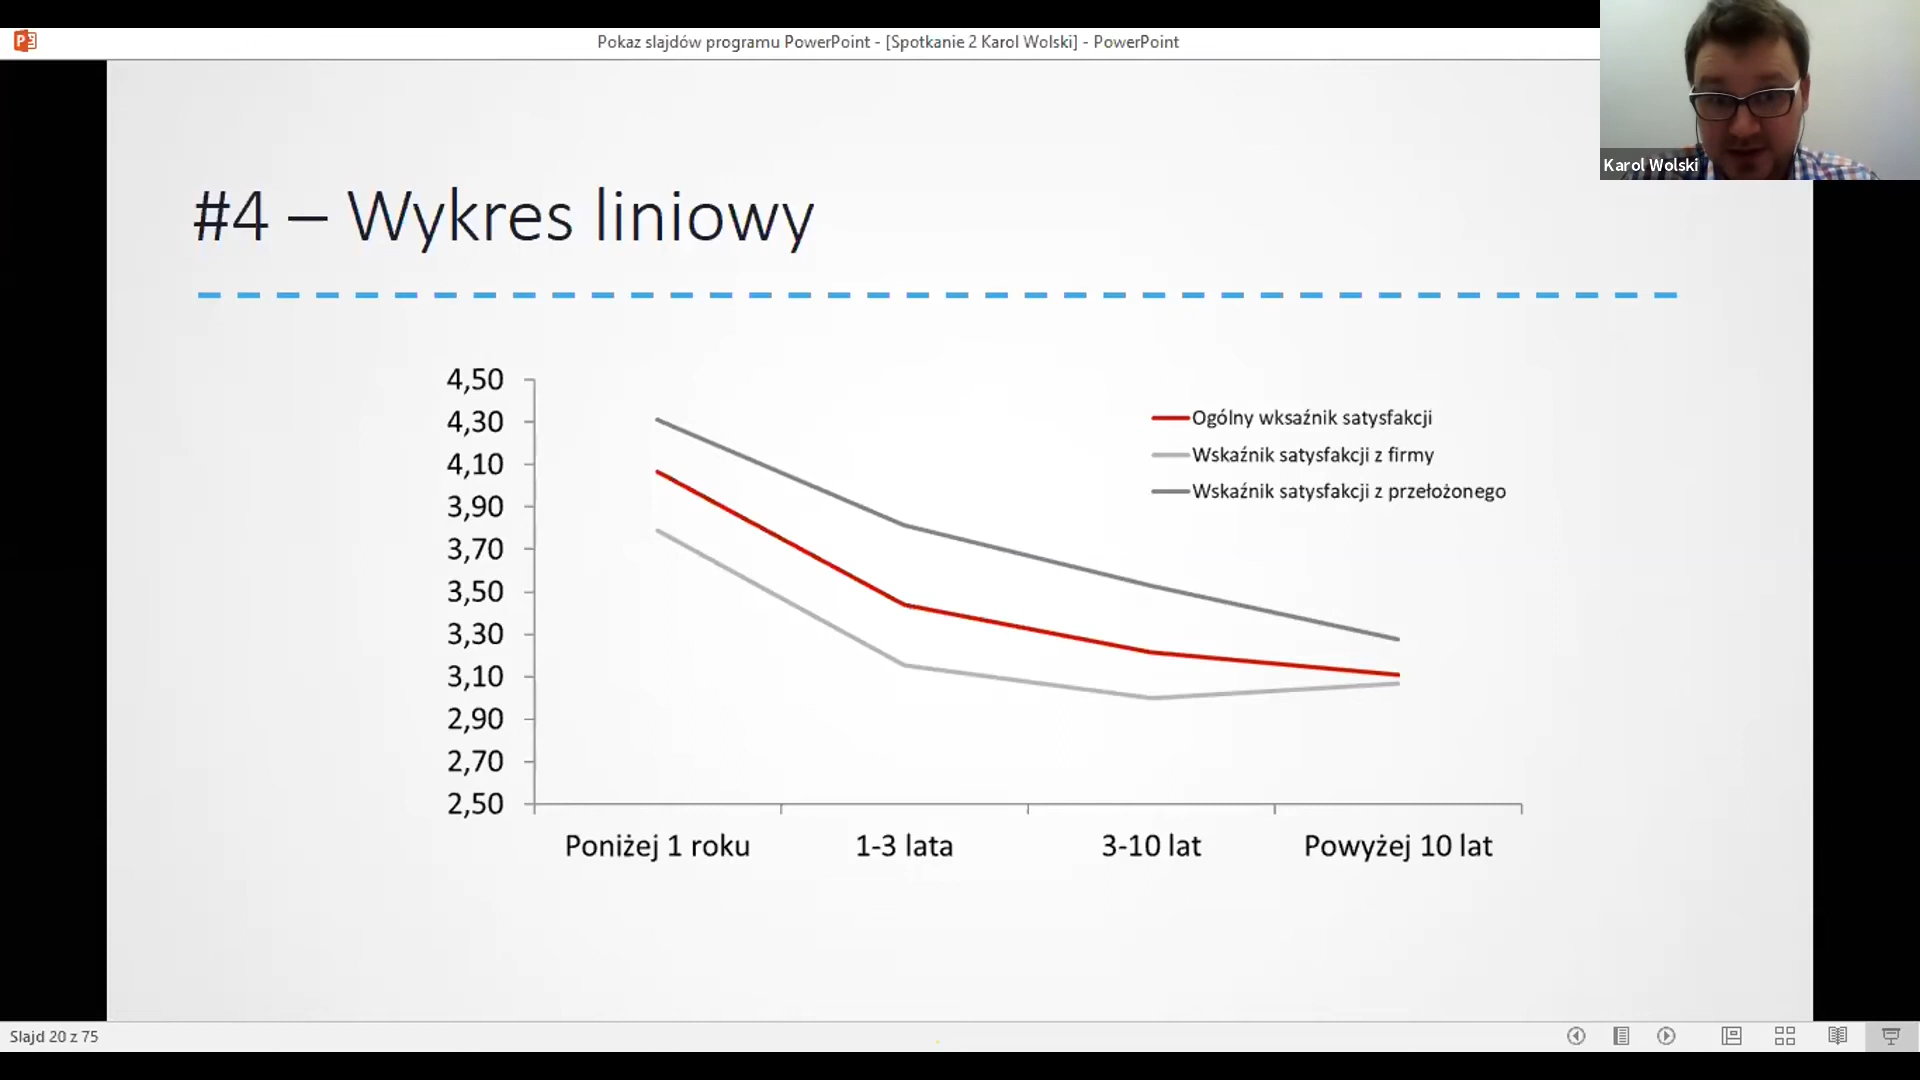 Pokaz slajdów programu PowerPoint - [Spotkanie 2 Karol Wolski] - PowerPoint
Karol Wolski
#4 – Wykres liniowy
4,50
4,30
4,10
3,90
3,70
3,50
3,30
3,10
2,90
2,70
2,50
Ogólny wksaźnik satysfakcji
Wskaźnik satysfakcji z firmy
Wskaźnik satysfakcji z przełożonego
Poniżej 1 roku 1-3 lata 3-10 lat Powyżej 10 lat
Slajd 20 z 75